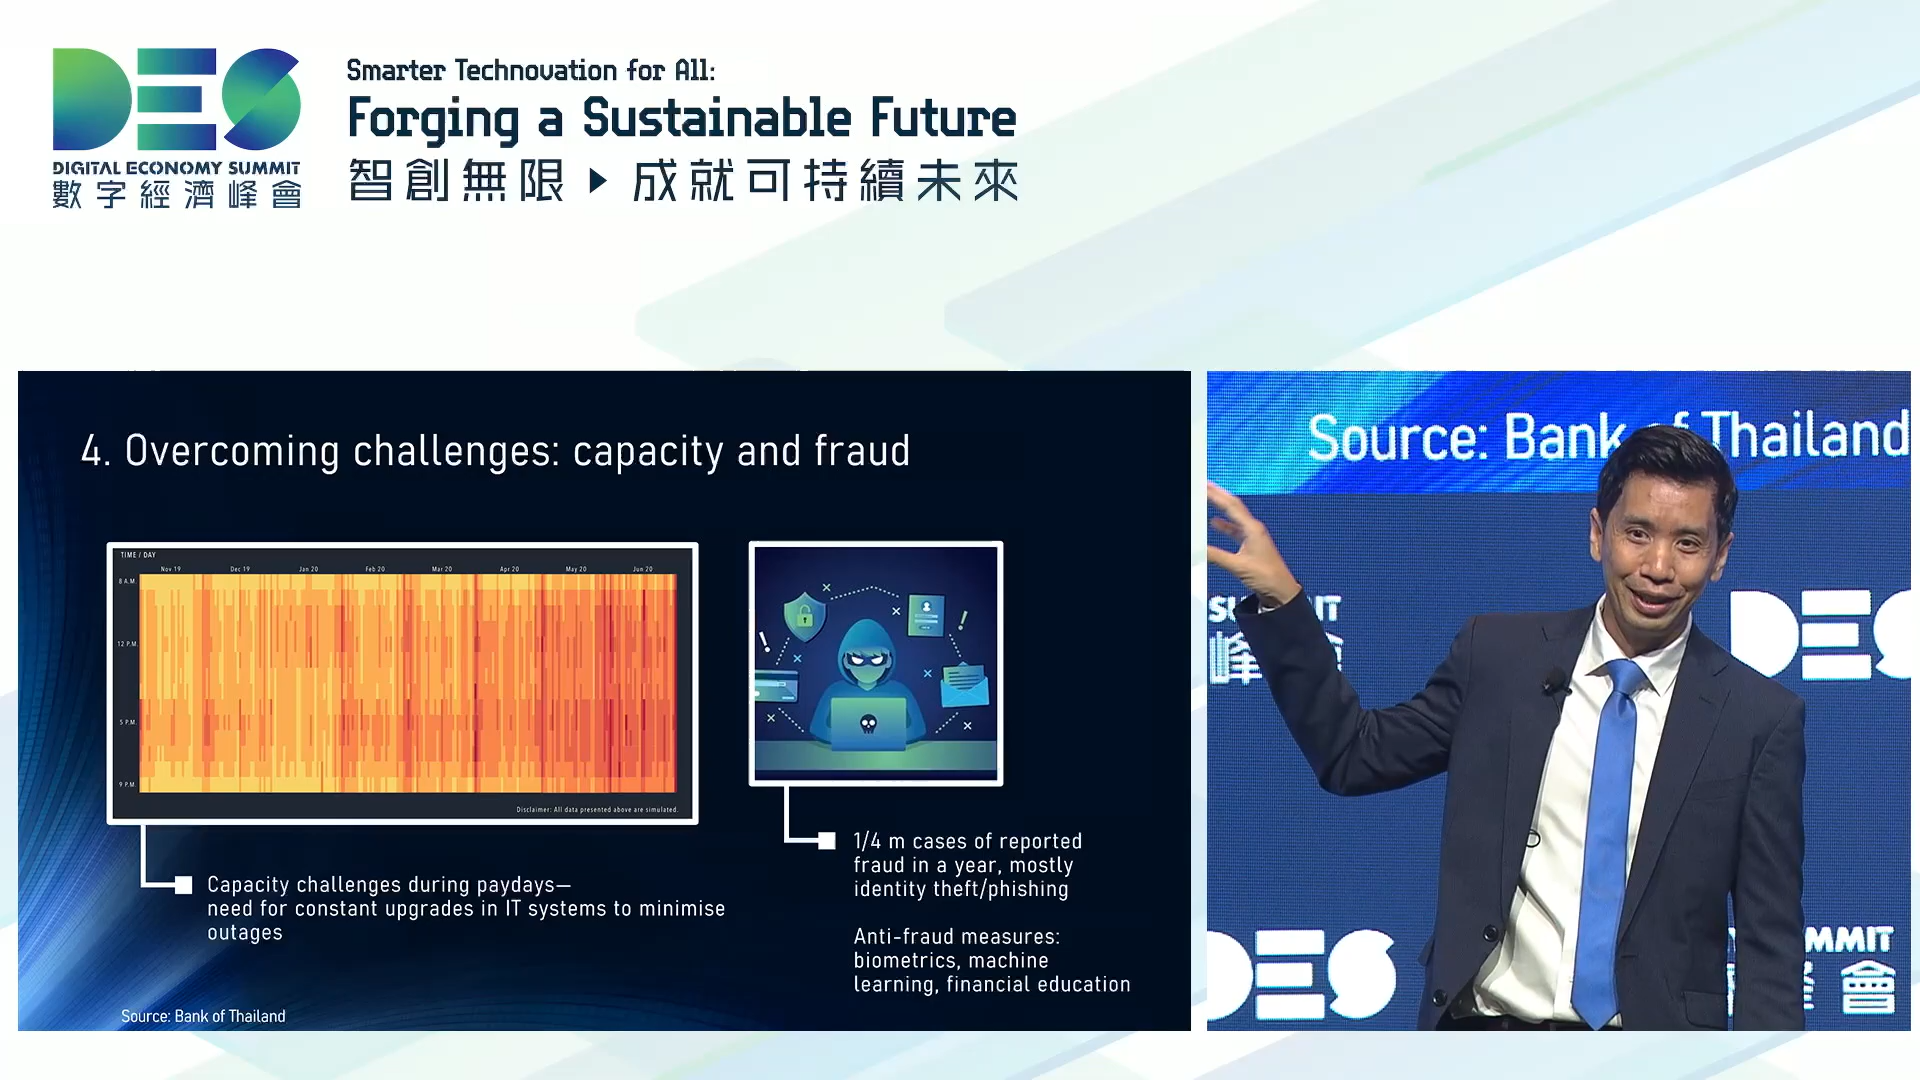 DES
DIGITAL ECONOMY SUMMIT
數字經濟峰會
Smarter Technovation for All:
Forging a Sustainable Future
智創無限▶成就可持續未來
4. Overcoming challenges: capacity and fraud
TIME / DAY
Nov 19 Dec 19 Jan 20 Feb 20 Mar 20 Apr 20 May 20 Jun 20
8 A.M.
12 P.M.
5 P.M.
9 P.M.
Disclaimer: All data presented above are simulated.
Capacity challenges during paydays—
need for constant upgrades in IT systems to minimise
outages
1/4 m cases of reported
fraud in a year, mostly
identity theft/phishing
Anti-fraud measures:
biometrics, machine
learning, financial education
Source: Bank of Thailand
Source: Bank of Thailand
DES
DES